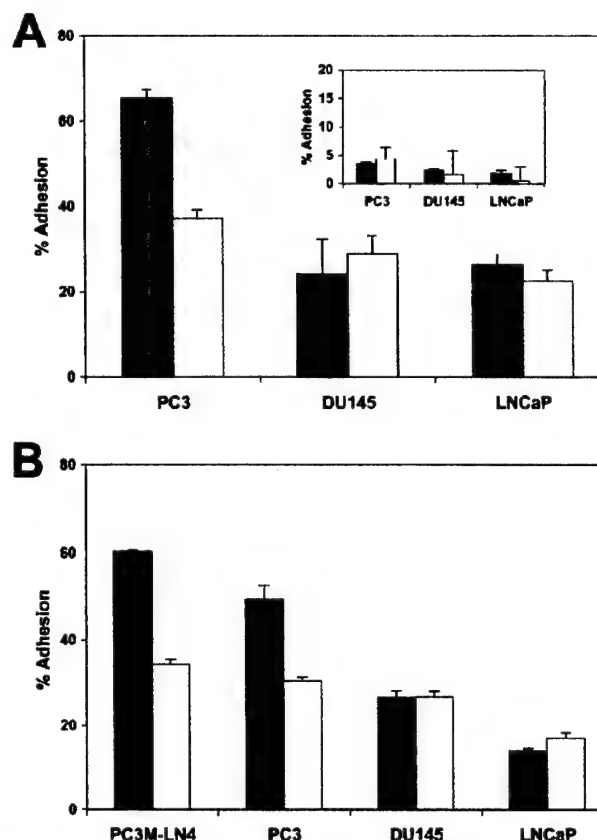 A
% Adhesion
80
60
40
20
0
PC3 DU145 LNCaP
% Adhesion
20
15
10
5
0
PC3 DU145 LNCaP
B
% Adhesion
80
60
40
20
0
PC3M-LN4 PC3 DU145 LNCaP